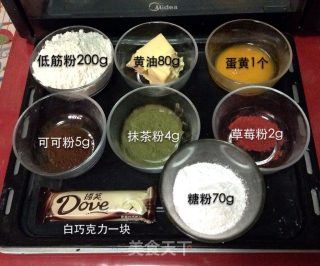 Midea
低筋粉200g
黄油80g
蛋黄1个
可可粉5g
抹茶粉4g
草莓粉2g
糖粉70g
德芙
Dove
白巧克力一块
美食天下